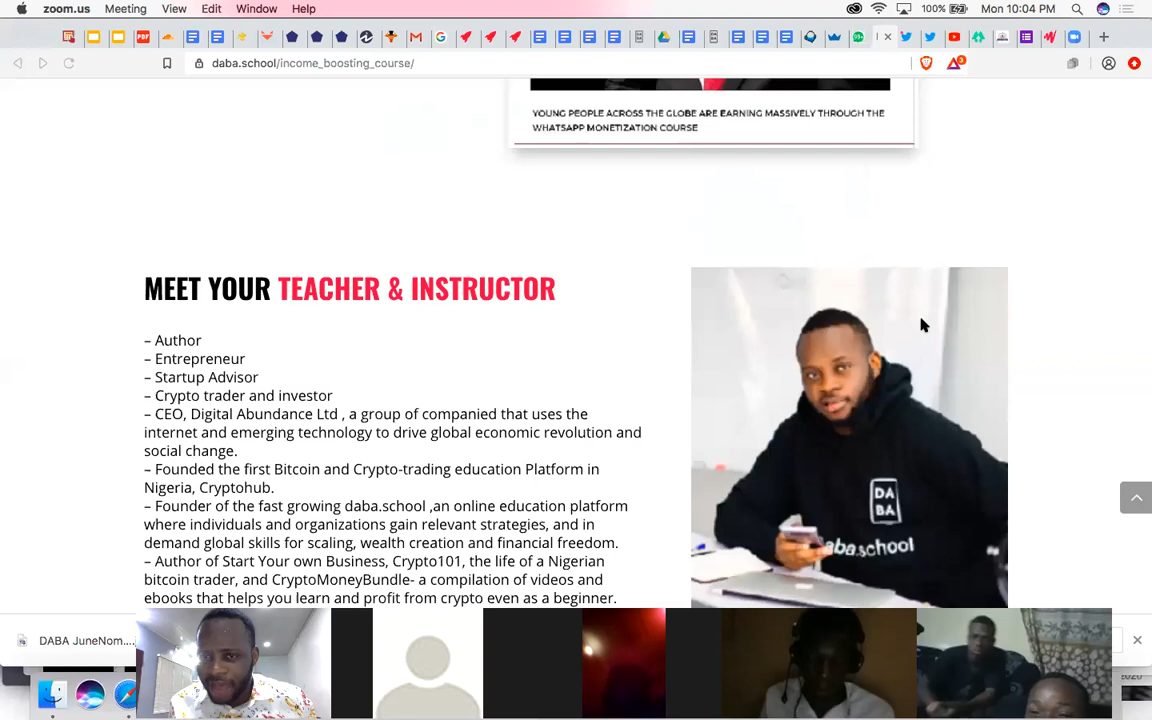 zoom.us Meeting View Edit Window Help 100% Mon 10:04 PM
daba.school/income_boosting_course/
YOUNG PEOPLE ACROSS THE GLOBE ARE EARNING MASSIVELY THROUGH THE
WHATSAPP MONETIZATION COURSE
MEET YOUR TEACHER & INSTRUCTOR
– Author
– Entrepreneur
– Startup Advisor
– Crypto trader and investor
– CEO, Digital Abundance Ltd , a group of companied that uses the
internet and emerging technology to drive global economic revolution and
social change.
– Founded the first Bitcoin and Crypto-trading education Platform in
Nigeria, Cryptohub.
– Founder of the fast growing daba.school ,an online education platform
where individuals and organizations gain relevant strategies, and in
demand global skills for scaling, wealth creation and financial freedom.
– Author of Start Your own Business, Crypto101, the life of a Nigerian
bitcoin trader, and CryptoMoneyBundle- a compilation of videos and
ebooks that helps you learn and profit from crypto even as a beginner.
DA
BA
aba.school
DABA JuneNom....